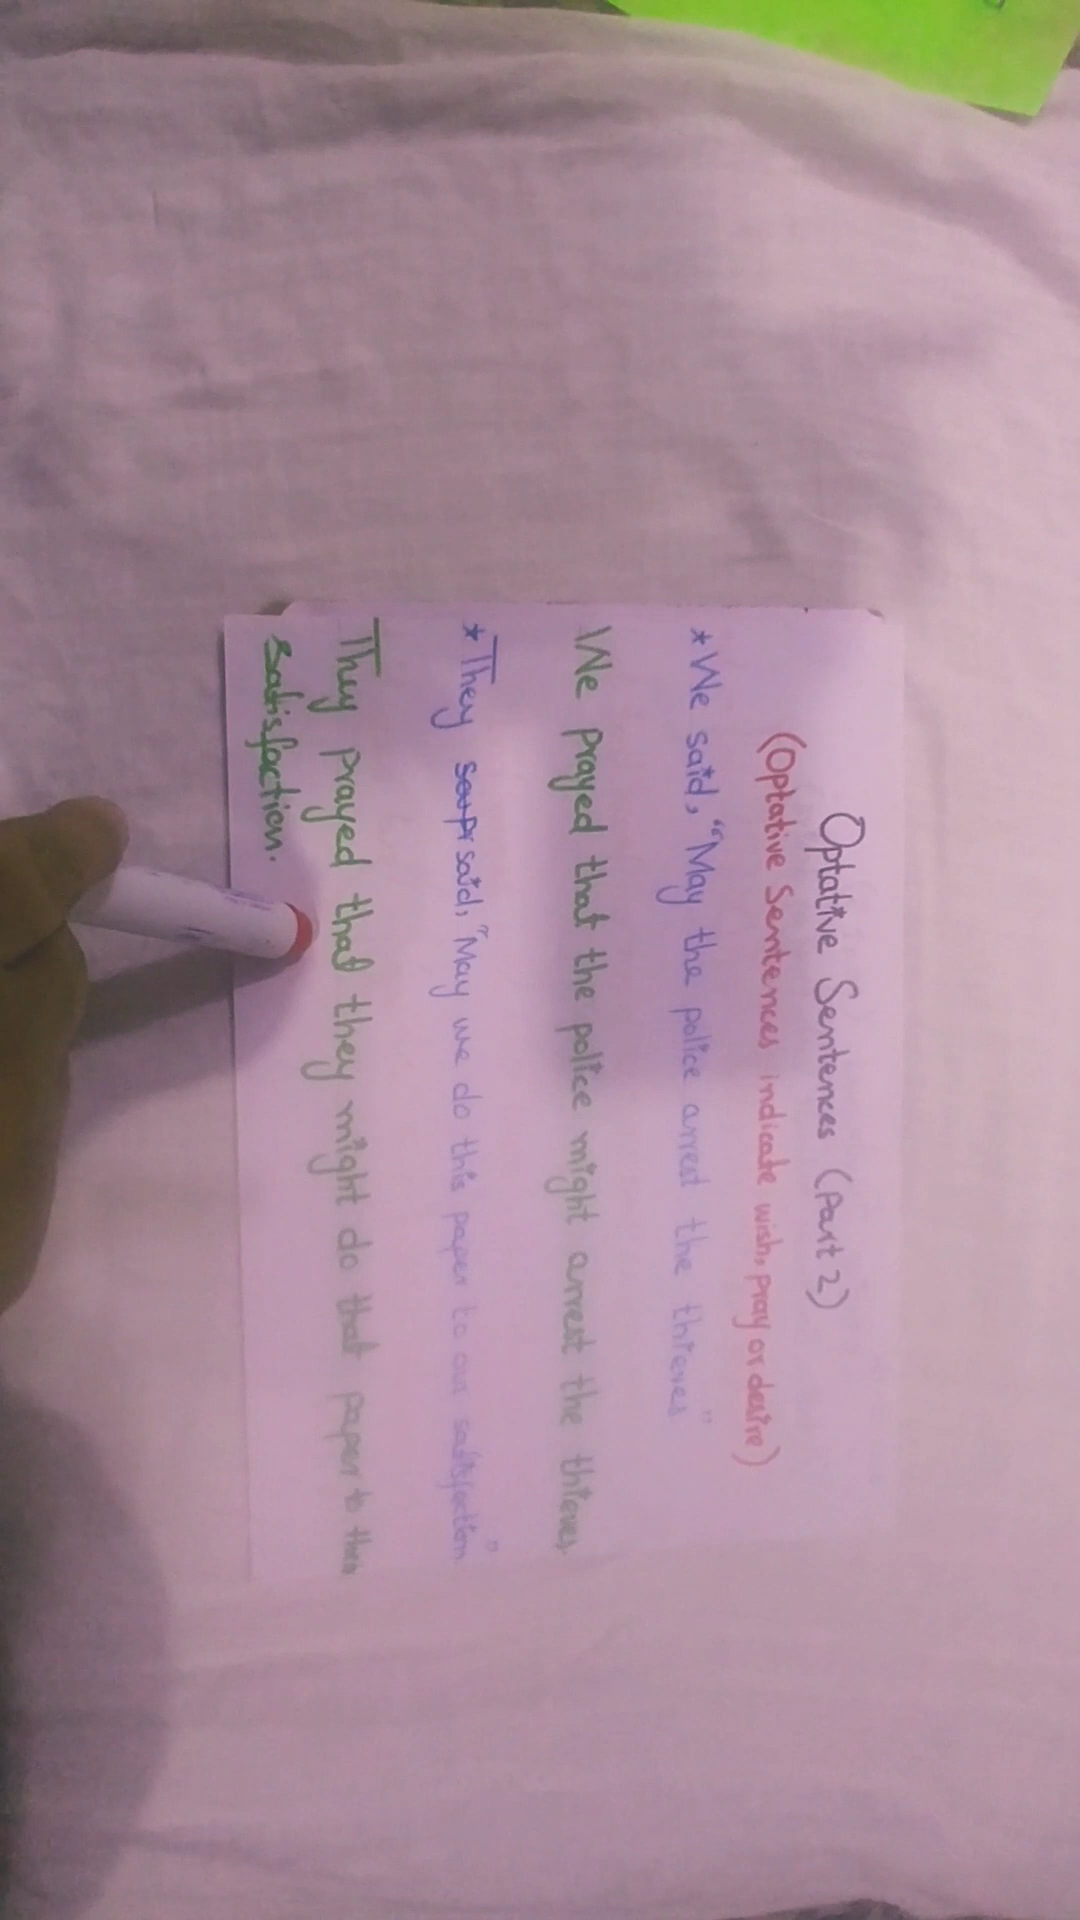 Optative Sentences (Part 2)
(Optative Sentences indicate wish, pray or desire)
* We said, "May the police arrest the thieves"
We prayed that the police might arrest the thieves.
* They said, "May we do this paper to our satisfaction"
They prayed that they might do that paper to their
satisfaction.